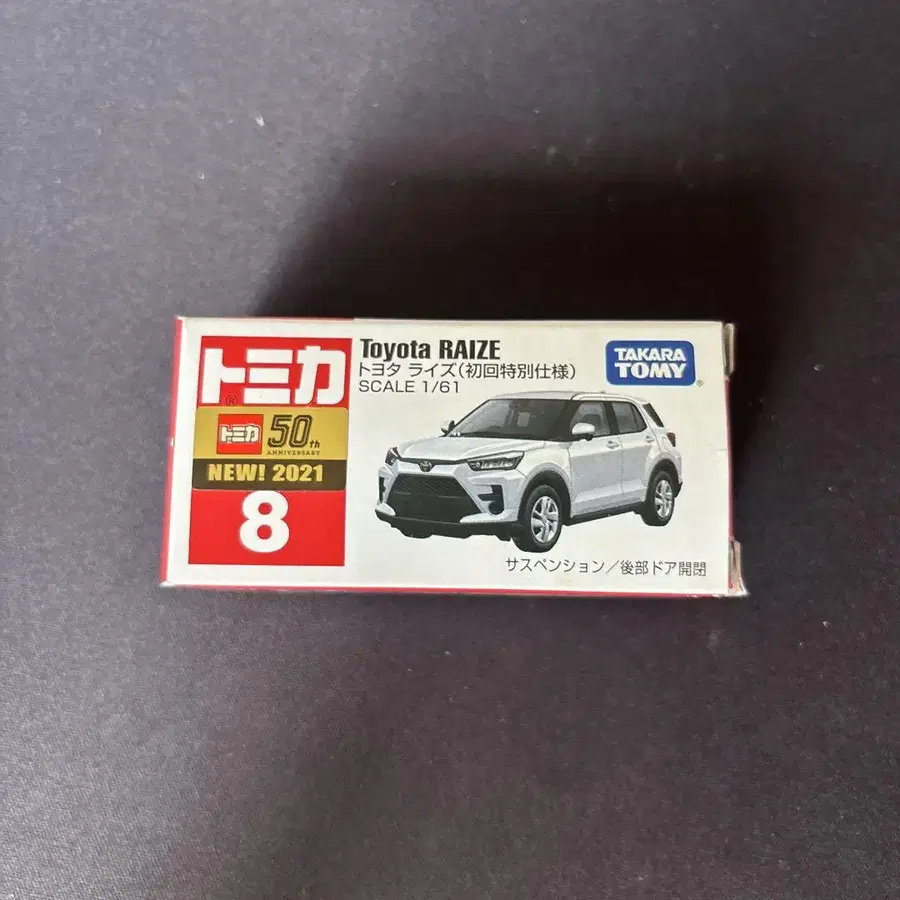 トミカ
®
トミカ 50th
ANNIVERSARY
NEW! 2021
8
Toyota RAIZE
トヨタ ライズ(初回特別仕様)
SCALE 1/61
TAKARA
TOMY®
サスペンション/後部ドア開閉